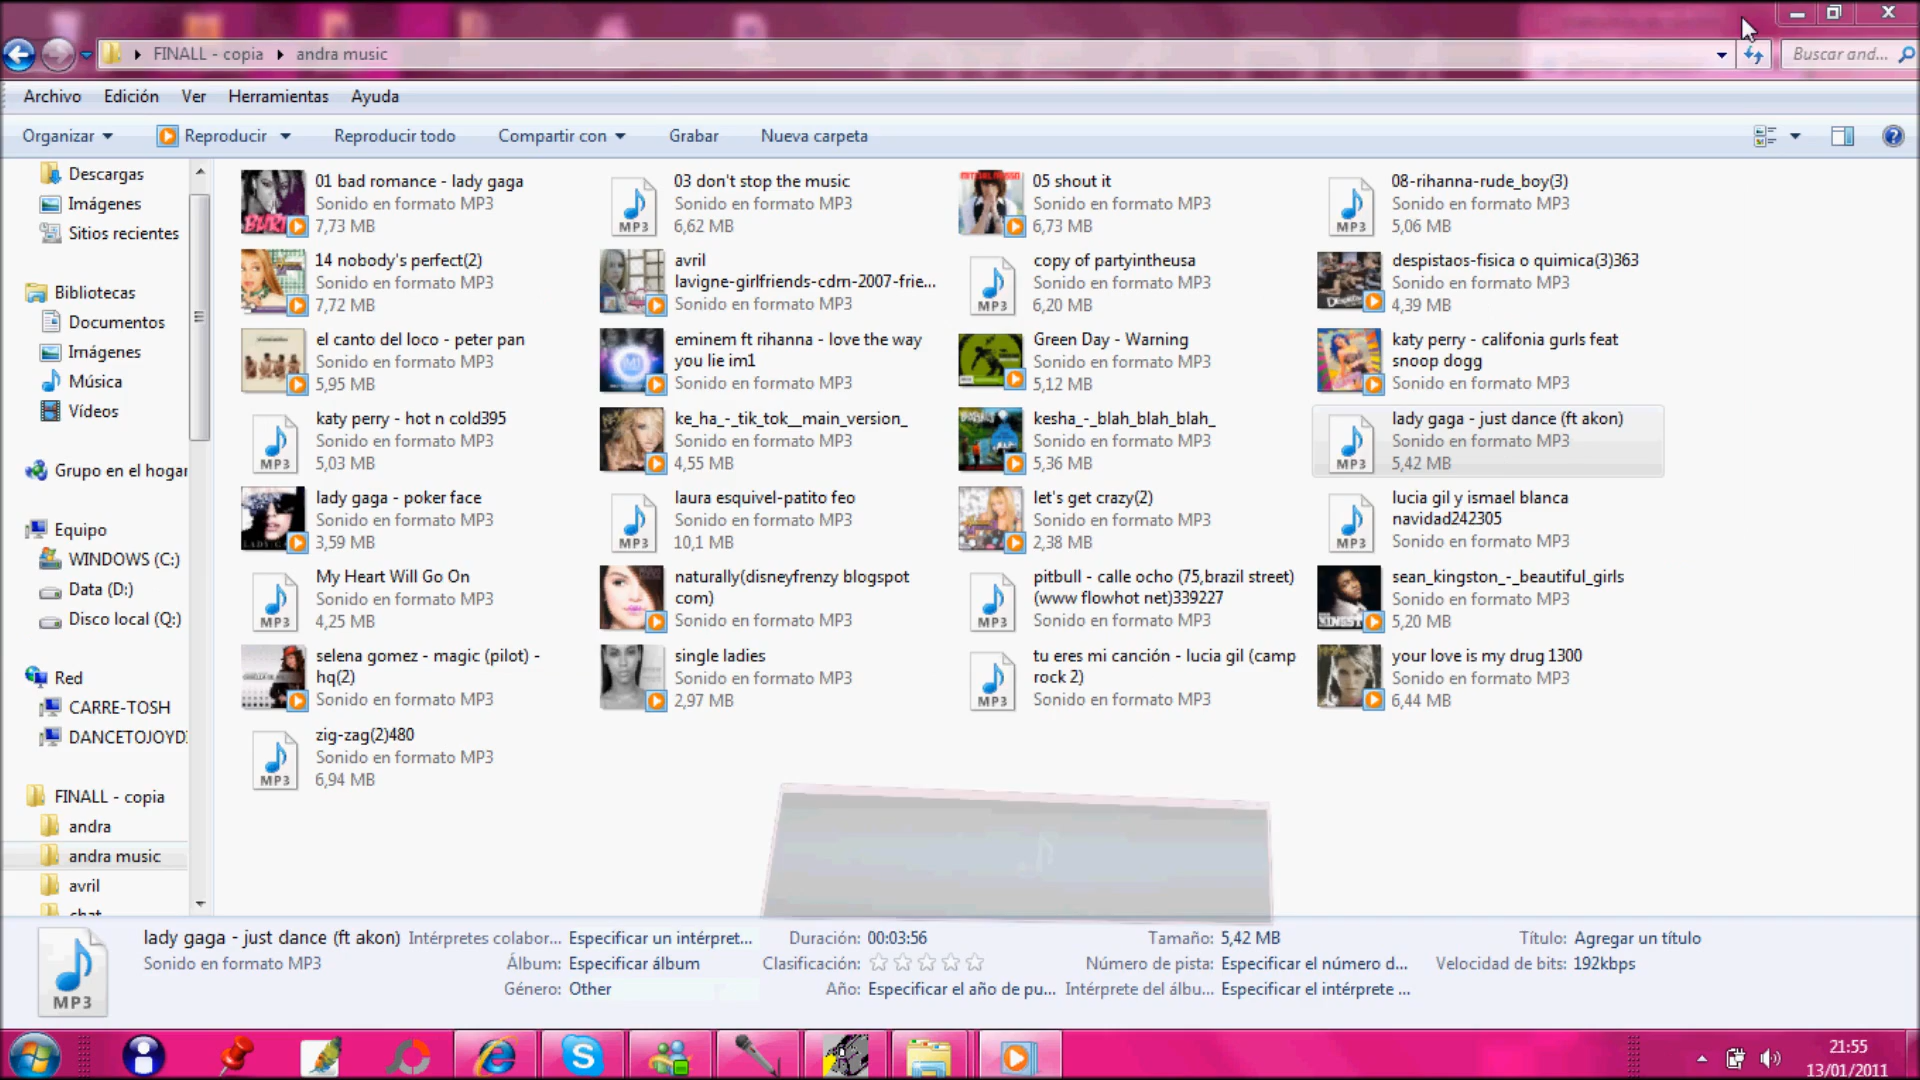 FINALL - copia
andra music
Buscar and...
Archivo Edición Ver Herramientas Ayuda
Organizar Reproducir Reproducir todo Compartir con Grabar Nueva carpeta
Descargas
Imágenes
Sitios recientes
Bibliotecas
Documentos
Imágenes
Música
Vídeos
Grupo en el hogar
Equipo
WINDOWS (C:)
Data (D:)
Disco local (Q:)
Red
CARRE-TOSH
DANCETOJOYD
FINALL - copia
andra
andra music
avril
chat
01 bad romance - lady gaga
Sonido en formato MP3
7,73 MB
MP3
03 don't stop the music
Sonido en formato MP3
6,62 MB
05 shout it
Sonido en formato MP3
6,73 MB
MP3
08-rihanna-rude_boy(3)
Sonido en formato MP3
5,06 MB
14 nobody's perfect(2)
Sonido en formato MP3
7,72 MB
avril
lavigne-girlfriends-cdm-2007-frie...
Sonido en formato MP3
MP3
copy of partyintheusa
Sonido en formato MP3
6,20 MB
despistaos-fisica o quimica(3)363
Sonido en formato MP3
4,39 MB
el canto del loco - peter pan
Sonido en formato MP3
5,95 MB
eminem ft rihanna - love the way
you lie im1
Sonido en formato MP3
Green Day - Warning
Sonido en formato MP3
5,12 MB
katy perry - califonia gurls feat
snoop dogg
Sonido en formato MP3
MP3
katy perry - hot n cold395
Sonido en formato MP3
5,03 MB
ke_ha_-_tik_tok__main_version_
Sonido en formato MP3
4,55 MB
kesha_-_blah_blah_blah_
Sonido en formato MP3
5,36 MB
MP3
lady gaga - just dance (ft akon)
Sonido en formato MP3
5,42 MB
lady gaga - poker face
Sonido en formato MP3
3,59 MB
MP3
laura esquivel-patito feo
Sonido en formato MP3
10,1 MB
let's get crazy(2)
Sonido en formato MP3
2,38 MB
MP3
lucia gil y ismael blanca
navidad242305
Sonido en formato MP3
MP3
My Heart Will Go On
Sonido en formato MP3
4,25 MB
naturally(disneyfrenzy blogspot
com)
Sonido en formato MP3
MP3
pitbull - calle ocho (75,brazil street)
(www flowhot net)339227
Sonido en formato MP3
sean_kingston_-_beautiful_girls
Sonido en formato MP3
5,20 MB
selena gomez - magic (pilot) -
hq(2)
Sonido en formato MP3
single ladies
Sonido en formato MP3
2,97 MB
MP3
tu eres mi canción - lucia gil (camp
rock 2)
Sonido en formato MP3
your love is my drug 1300
Sonido en formato MP3
6,44 MB
MP3
zig-zag(2)480
Sonido en formato MP3
6,94 MB
MP3
lady gaga - just dance (ft akon)
Sonido en formato MP3
Intérpretes colabor... Especificar un intérpret...
Álbum: Especificar álbum
Género: Other
Duración: 00:03:56
Clasificación:
Año: Especificar el año de pu...
Tamaño: 5,42 MB
Número de pista: Especificar el número d...
Intérprete del álbu... Especificar el intérprete ...
Título: Agregar un título
Velocidad de bits: 192kbps
21:55
13/01/2011